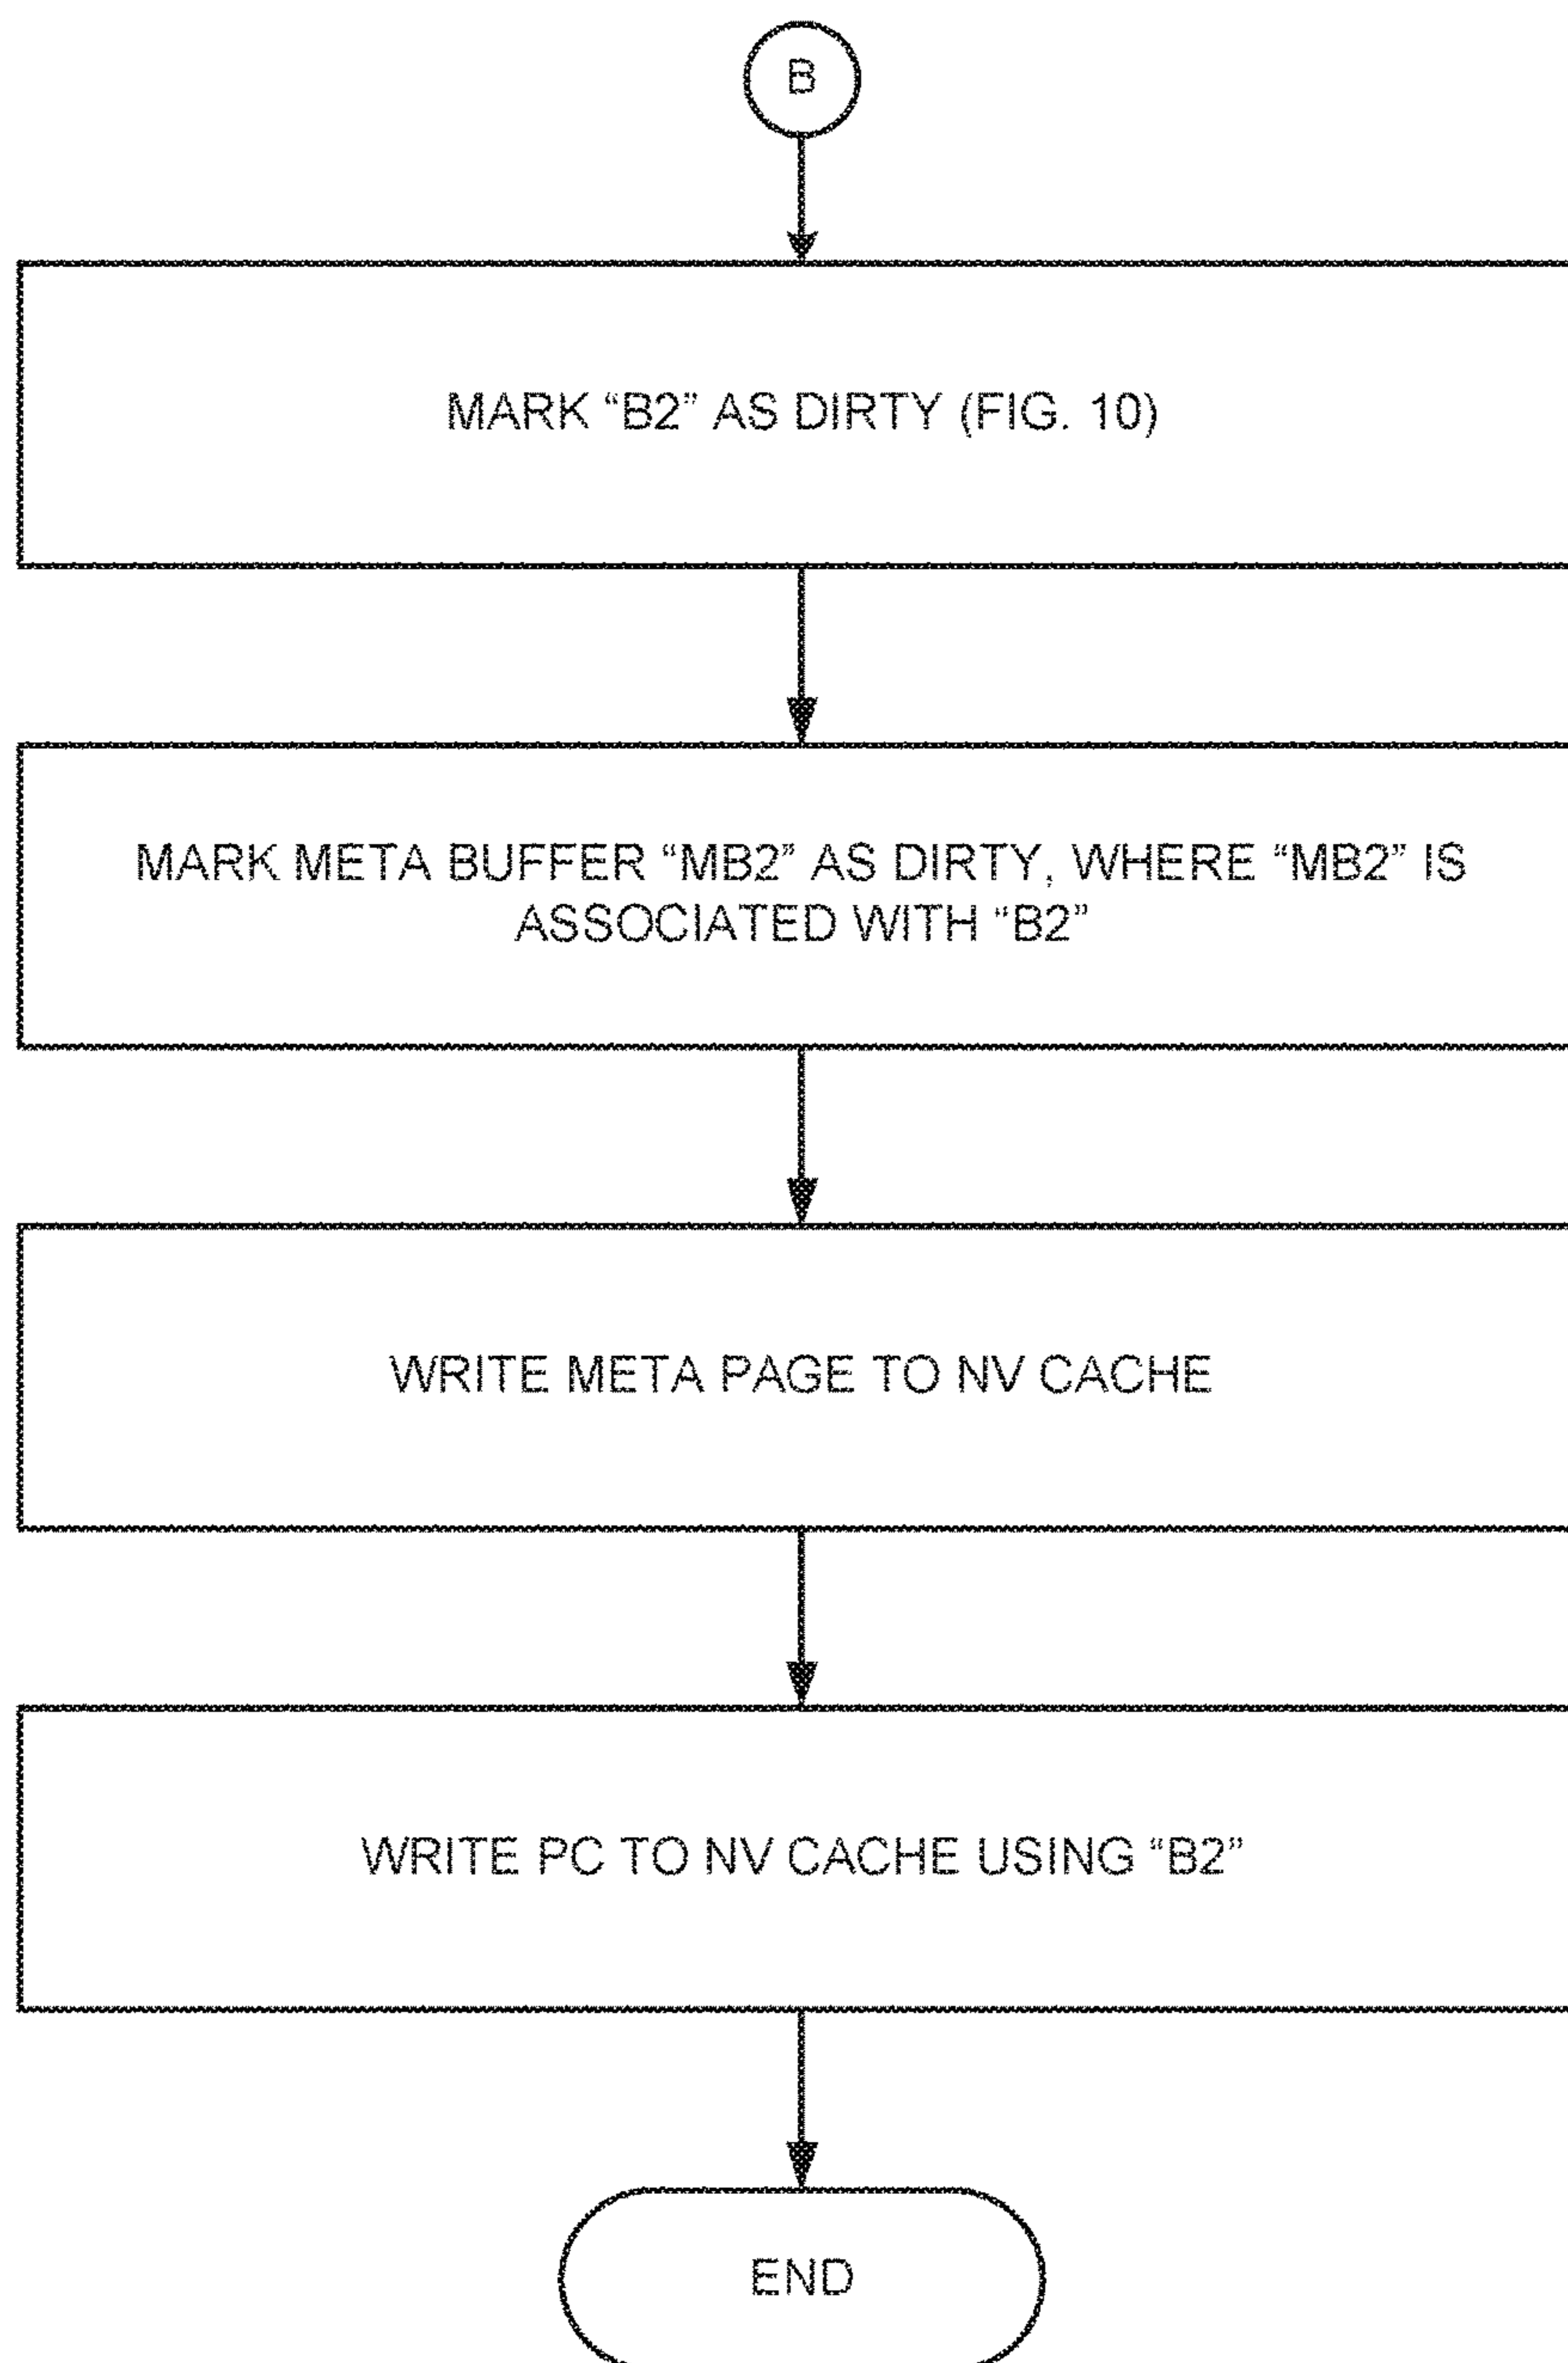 B
MARK “B2” AS DIRTY (FIG. 10)
MARK META BUFFER “MB2” AS DIRTY, WHERE “MB2” IS
ASSOCIATED WITH “B2”
WRITE META PAGE TO NV CACHE
WRITE PC TO NV CACHE USING “B2”
END